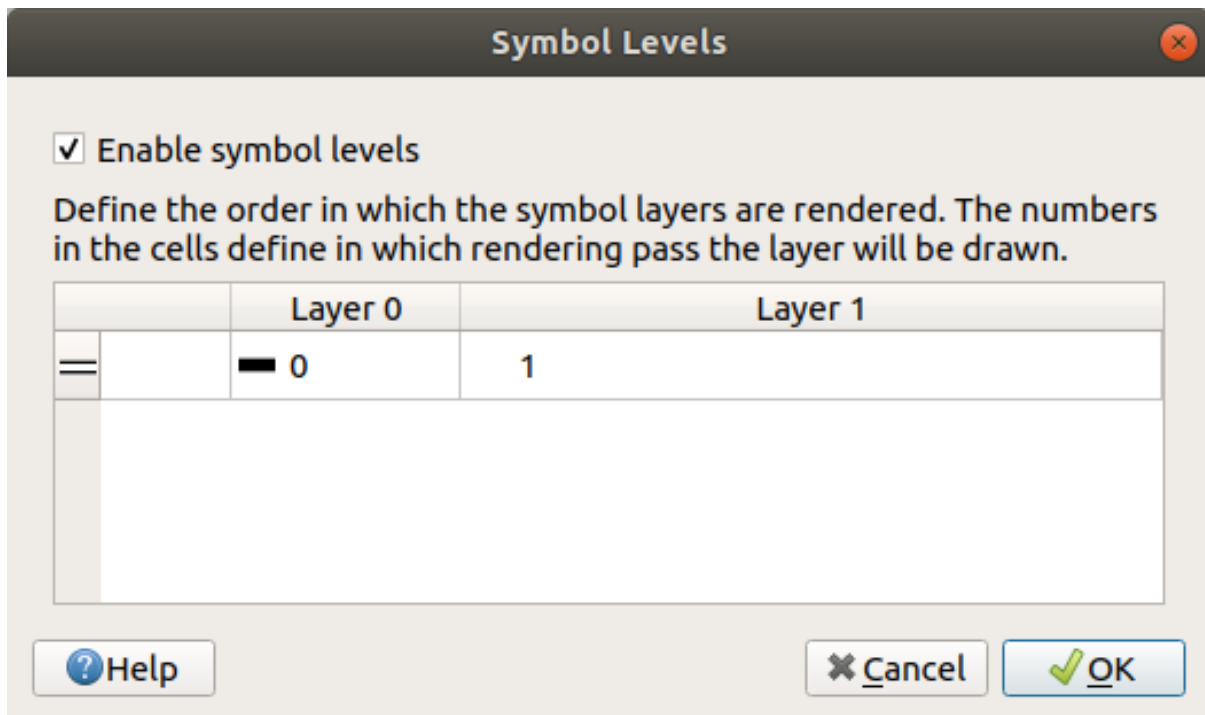 Symbol Levels
Enable symbol levels
Define the order in which the symbol layers are rendered. The numbers
in the cells define in which rendering pass the layer will be drawn.
Layer 0 Layer 1
0 1
Help Cancel OK